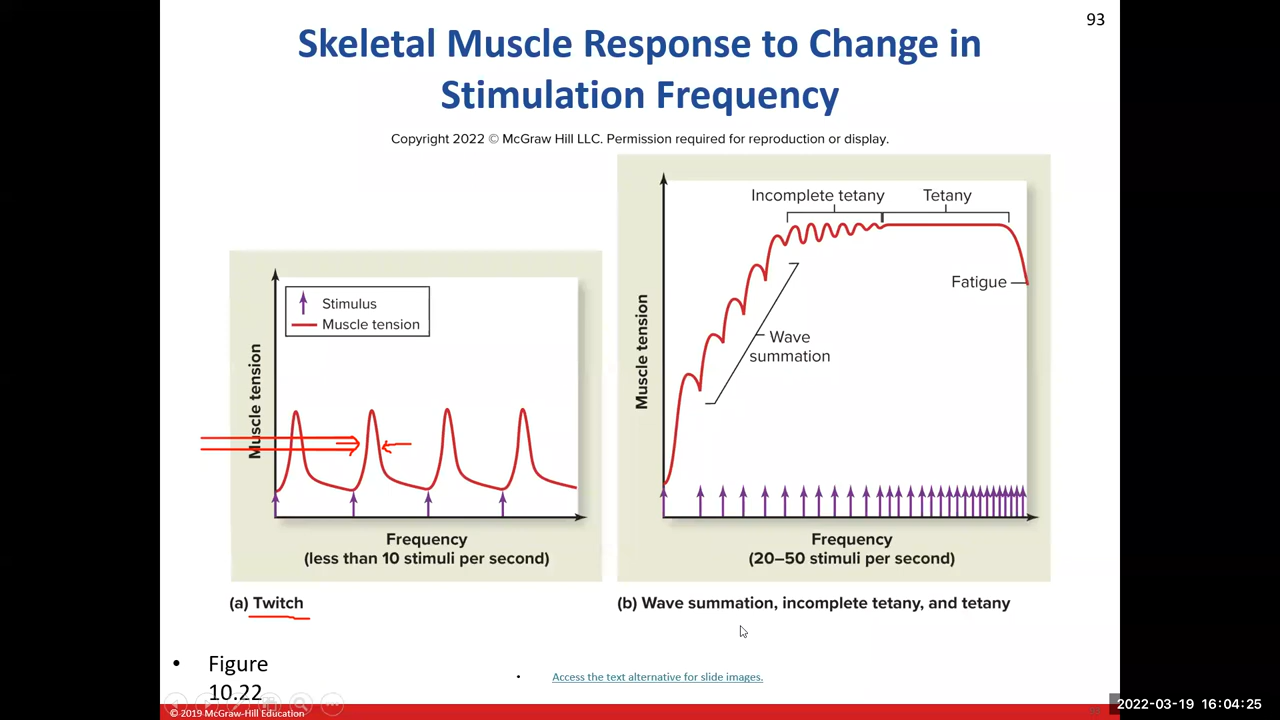 93
Skeletal Muscle Response to Change in
Stimulation Frequency
Copyright 2022 © McGraw Hill LLC. Permission required for reproduction or display.
Stimulus
Muscle tension
Muscle tension
Frequency
(less than 10 stimuli per second)
(a) Twitch
Incomplete tetany
Tetany
Fatigue
Wave
summation
Muscle tension
Frequency
(20–50 stimuli per second)
(b) Wave summation, incomplete tetany, and tetany
• Figure
10.22
• Access the text alternative for slide images.
© 2019 McGraw-Hill Education
2022-03-19 16:04:25